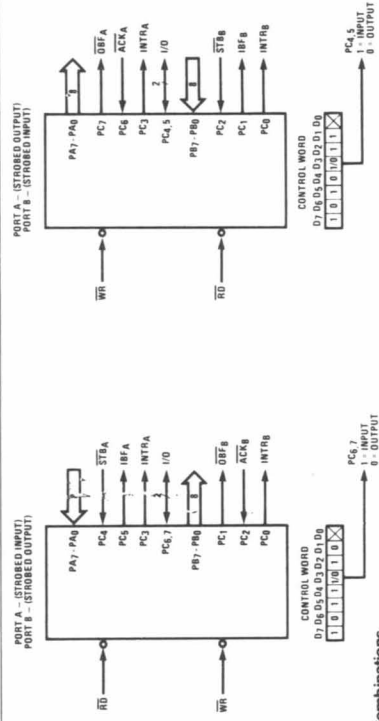 PORT A – (STROBED INPUT)
PORT B – (STROBED OUTPUT)
RD
WR
PA7-PA0
8
PC4
STBA
PC5
IBFA
PC3
INTRA
PC6,7
2
I/O
PB7-PB0
8
PC1
OBFB
PC2
ACKB
PC0
INTRB
CONTROL WORD
D7 D6 D5 D4 D3 D2 D1 D0
1 0 1 1 1/0 1 0
PC6,7
1 - INPUT
0 - OUTPUT
PORT A – (STROBED OUTPUT)
PORT B – (STROBED INPUT)
WR
RD
PA7-PA0
8
PC7
OBFA
PC6
ACKA
PC3
INTRA
PC4,5
2
I/O
PB7-PB0
8
PC2
STBB
PC1
IBFB
PC0
INTRB
CONTROL WORD
D7 D6 D5 D4 D3 D2 D1 D0
1 0 1 0 1/0 1 1
PC4,5
1 - INPUT
0 - OUTPUT